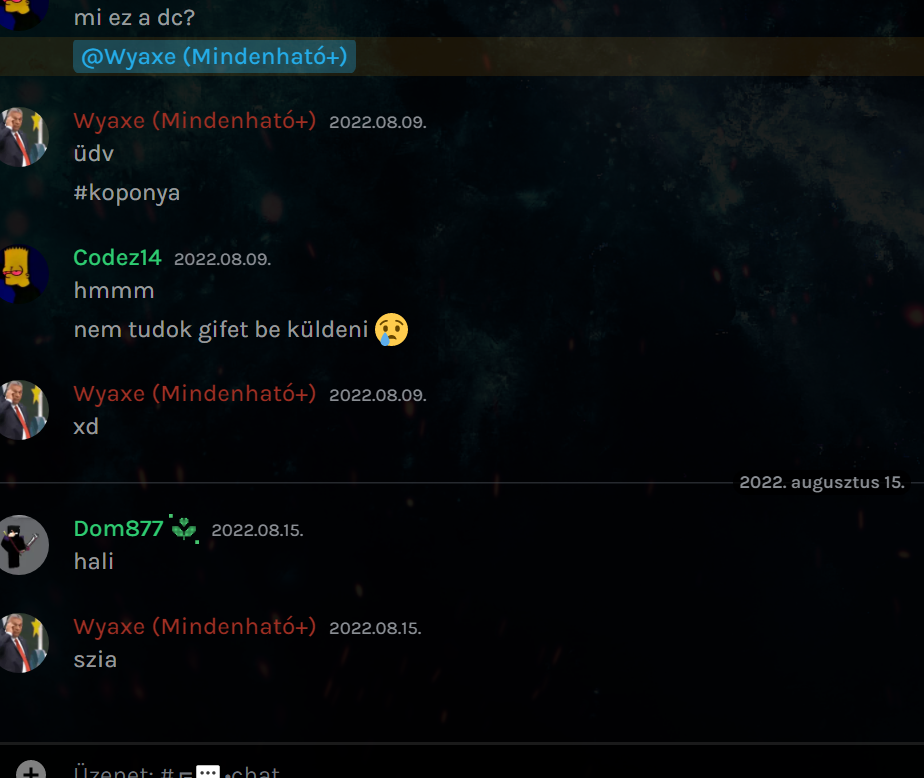 mi ez a dc?
@Wyaxe (Mindenható+)
Wyaxe (Mindenható+) 2022.08.09.
üdv
#koponya
Codez14 2022.08.09.
hmmm
nem tudok gifet be küldeni 😢
Wyaxe (Mindenható+) 2022.08.09.
xd
2022. augusztus 15.
Dom877 2022.08.15.
hali
Wyaxe (Mindenható+) 2022.08.15.
szia
Üzenet: #╔💬•chat